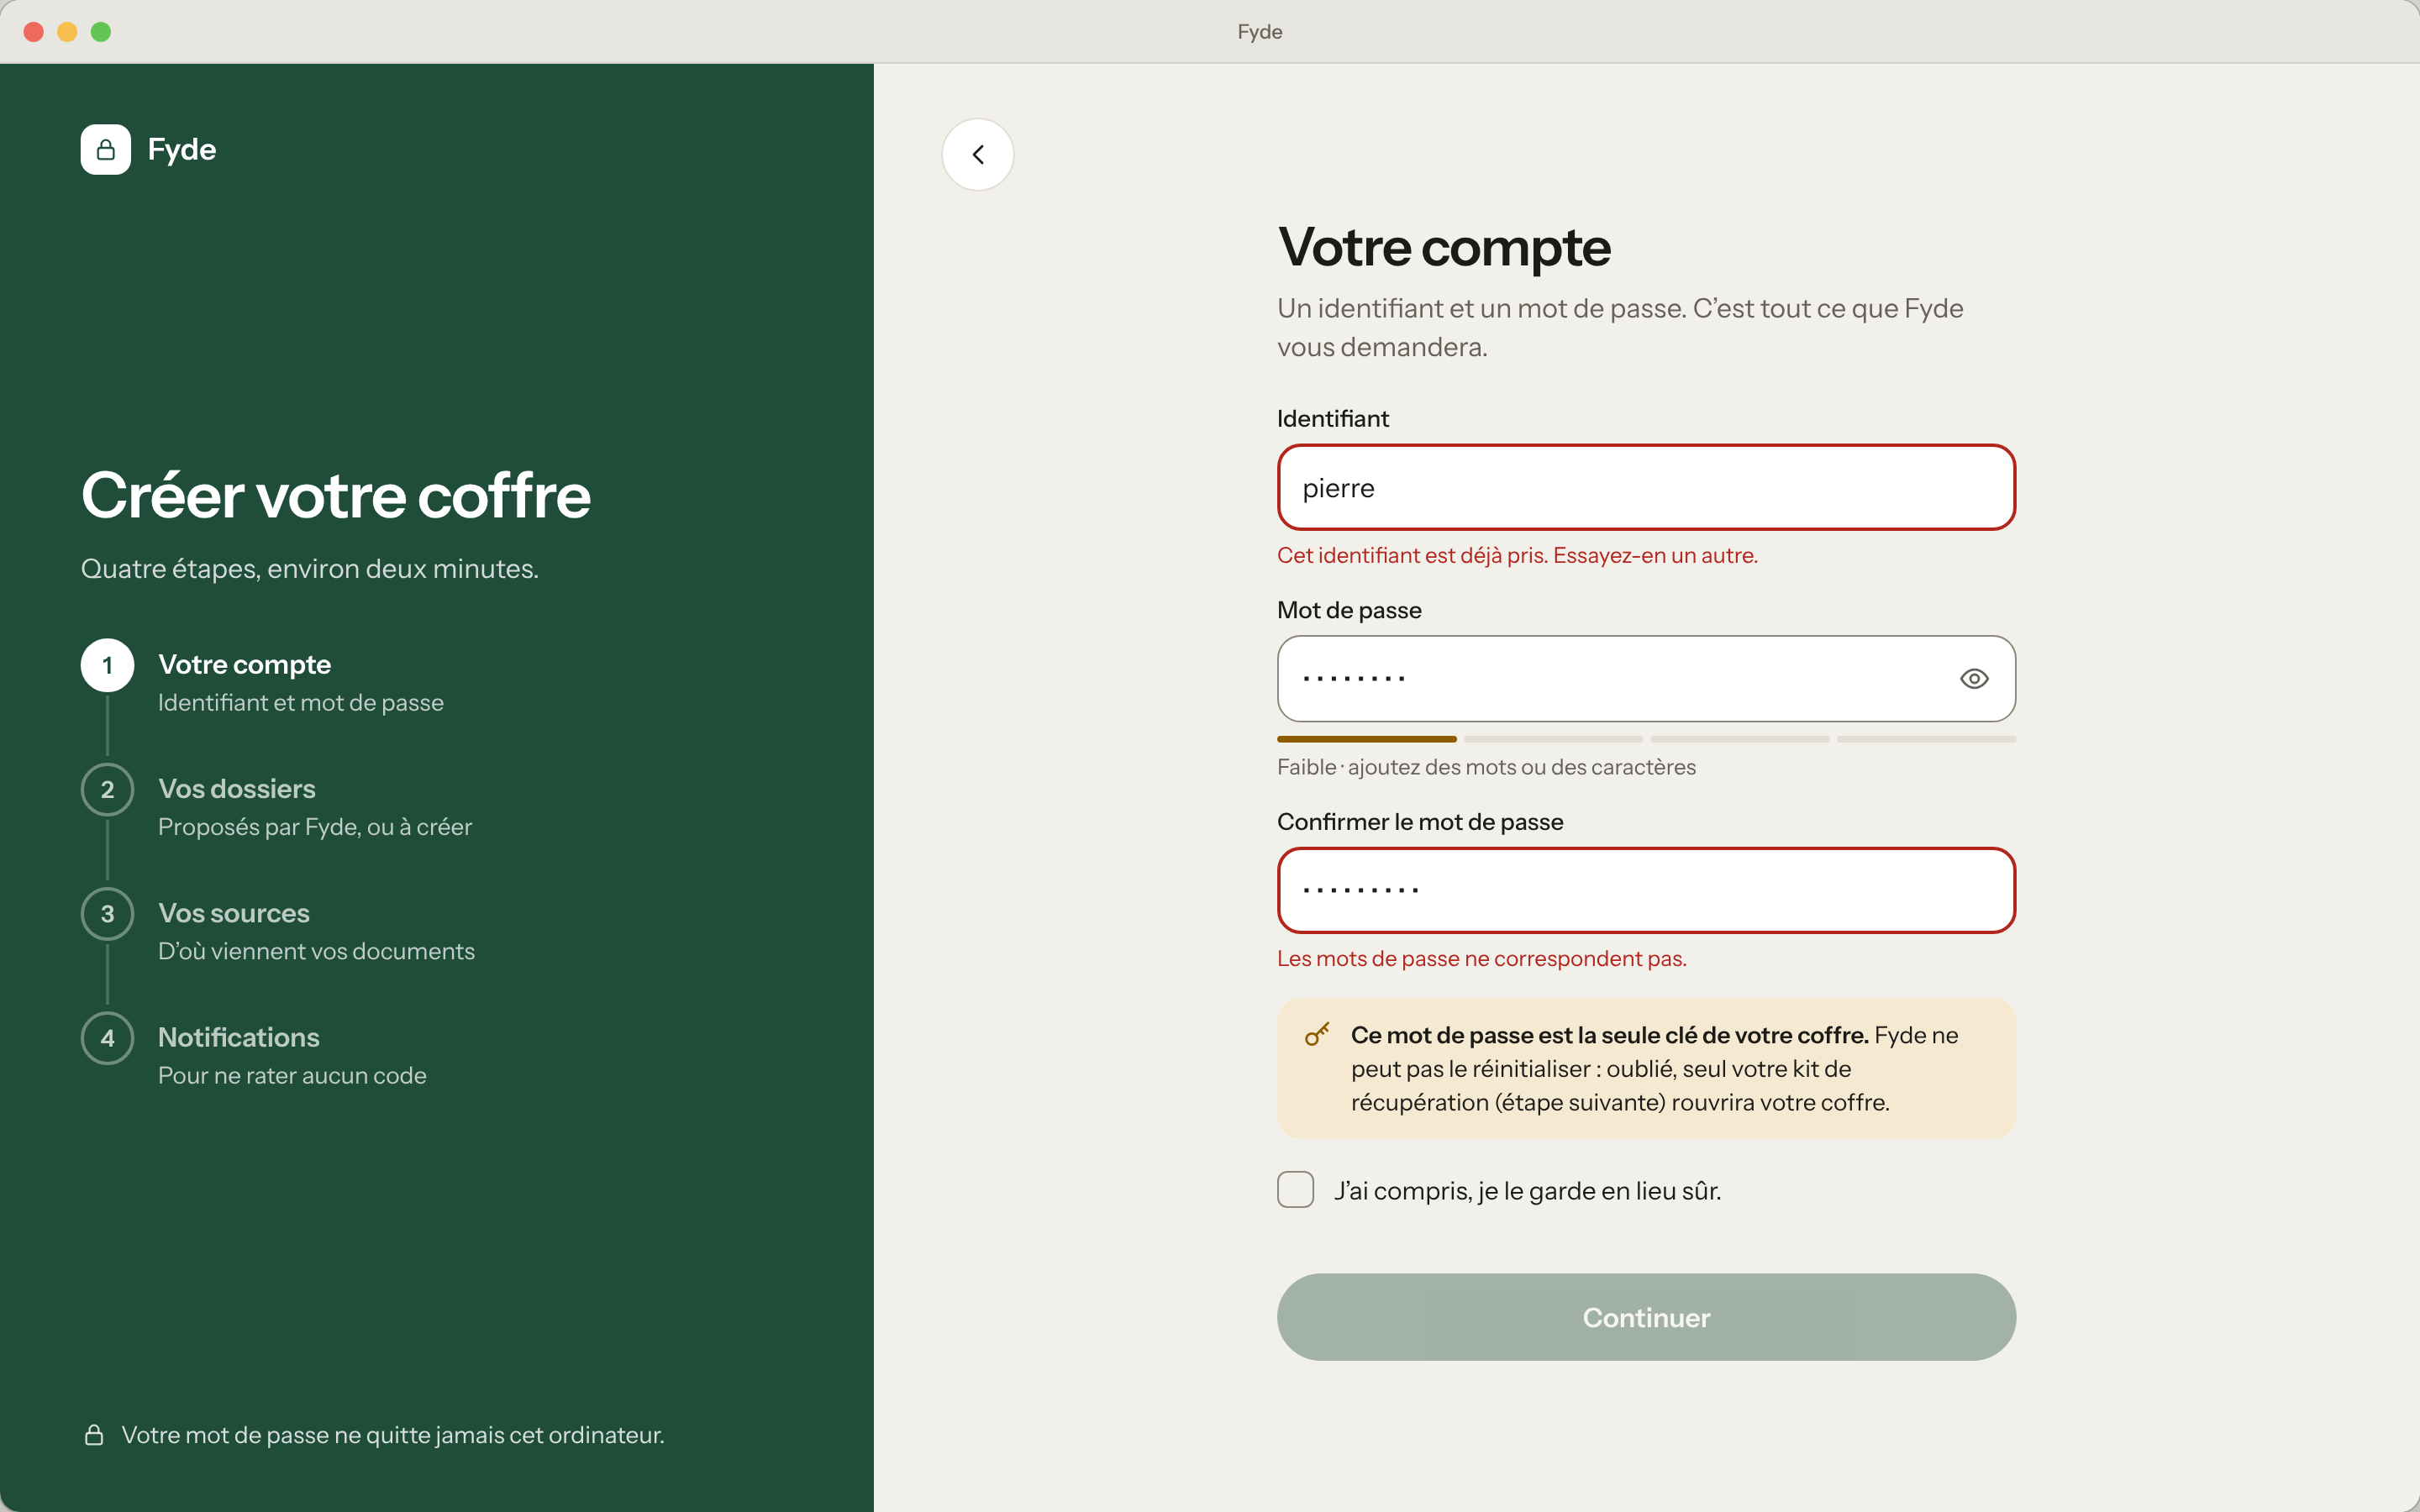 Fyde
Fyde
Créer votre coffre
Quatre étapes, environ deux minutes.
1
Votre compte
Identifiant et mot de passe
2
Vos dossiers
Proposés par Fyde, ou à créer
3
Vos sources
D’où viennent vos documents
4
Notifications
Pour ne rater aucun code
Votre mot de passe ne quitte jamais cet ordinateur.
Votre compte
Un identifiant et un mot de passe. C’est tout ce que Fyde
vous demandera.
Identifiant
pierre
Cet identifiant est déjà pris. Essayez-en un autre.
Mot de passe
········
Faible · ajoutez des mots ou des caractères
Confirmer le mot de passe
·········
Les mots de passe ne correspondent pas.
Ce mot de passe est la seule clé de votre coffre. Fyde ne
peut pas le réinitialiser : oublié, seul votre kit de
récupération (étape suivante) rouvrira votre coffre.
J’ai compris, je le garde en lieu sûr.
Continuer